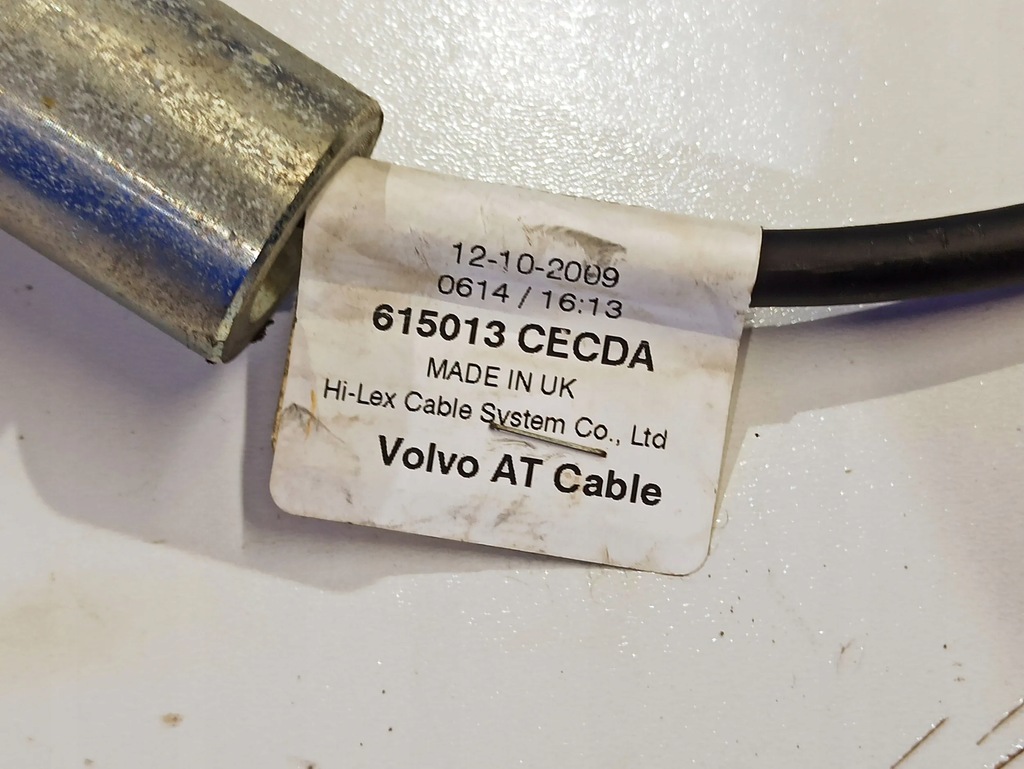 12-10-2009
0614 / 16:13
615013 CECDA
MADE IN UK
Hi-Lex Cable System Co., Ltd
Volvo AT Cable